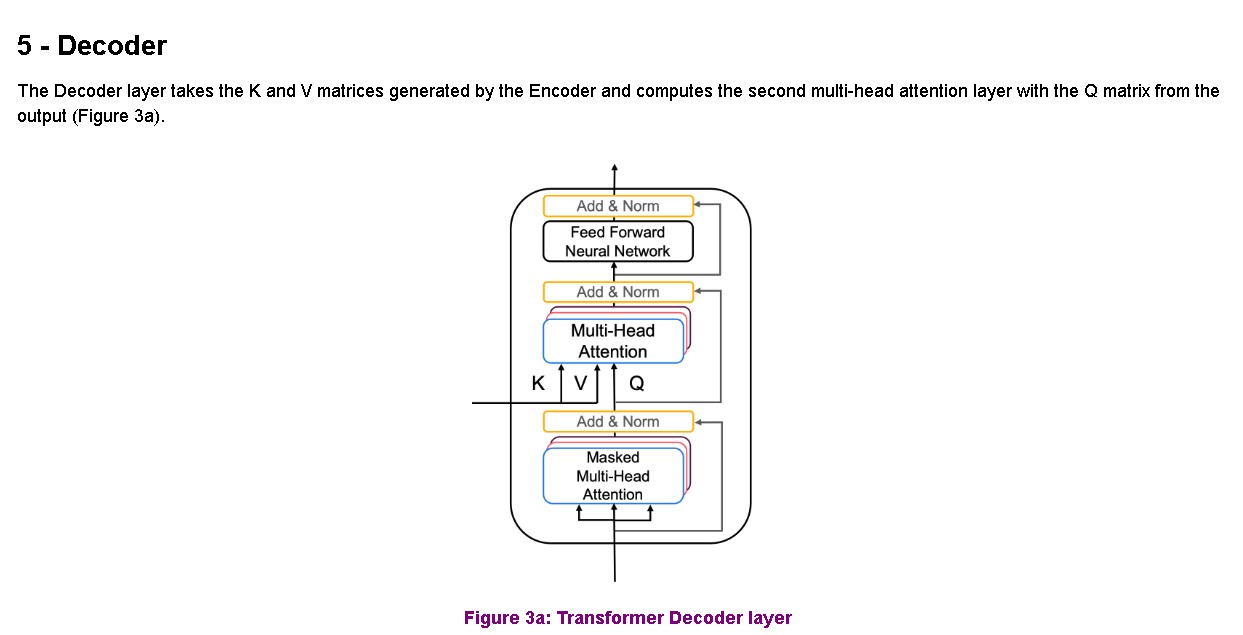 5 - Decoder
The Decoder layer takes the K and V matrices generated by the Encoder and computes the second multi-head attention layer with the Q matrix from the
output (Figure 3a).
Add & Norm
Feed Forward
Neural Network
Add & Norm
Multi-Head
Attention
K V Q
Add & Norm
Masked
Multi-Head
Attention
Figure 3a: Transformer Decoder layer